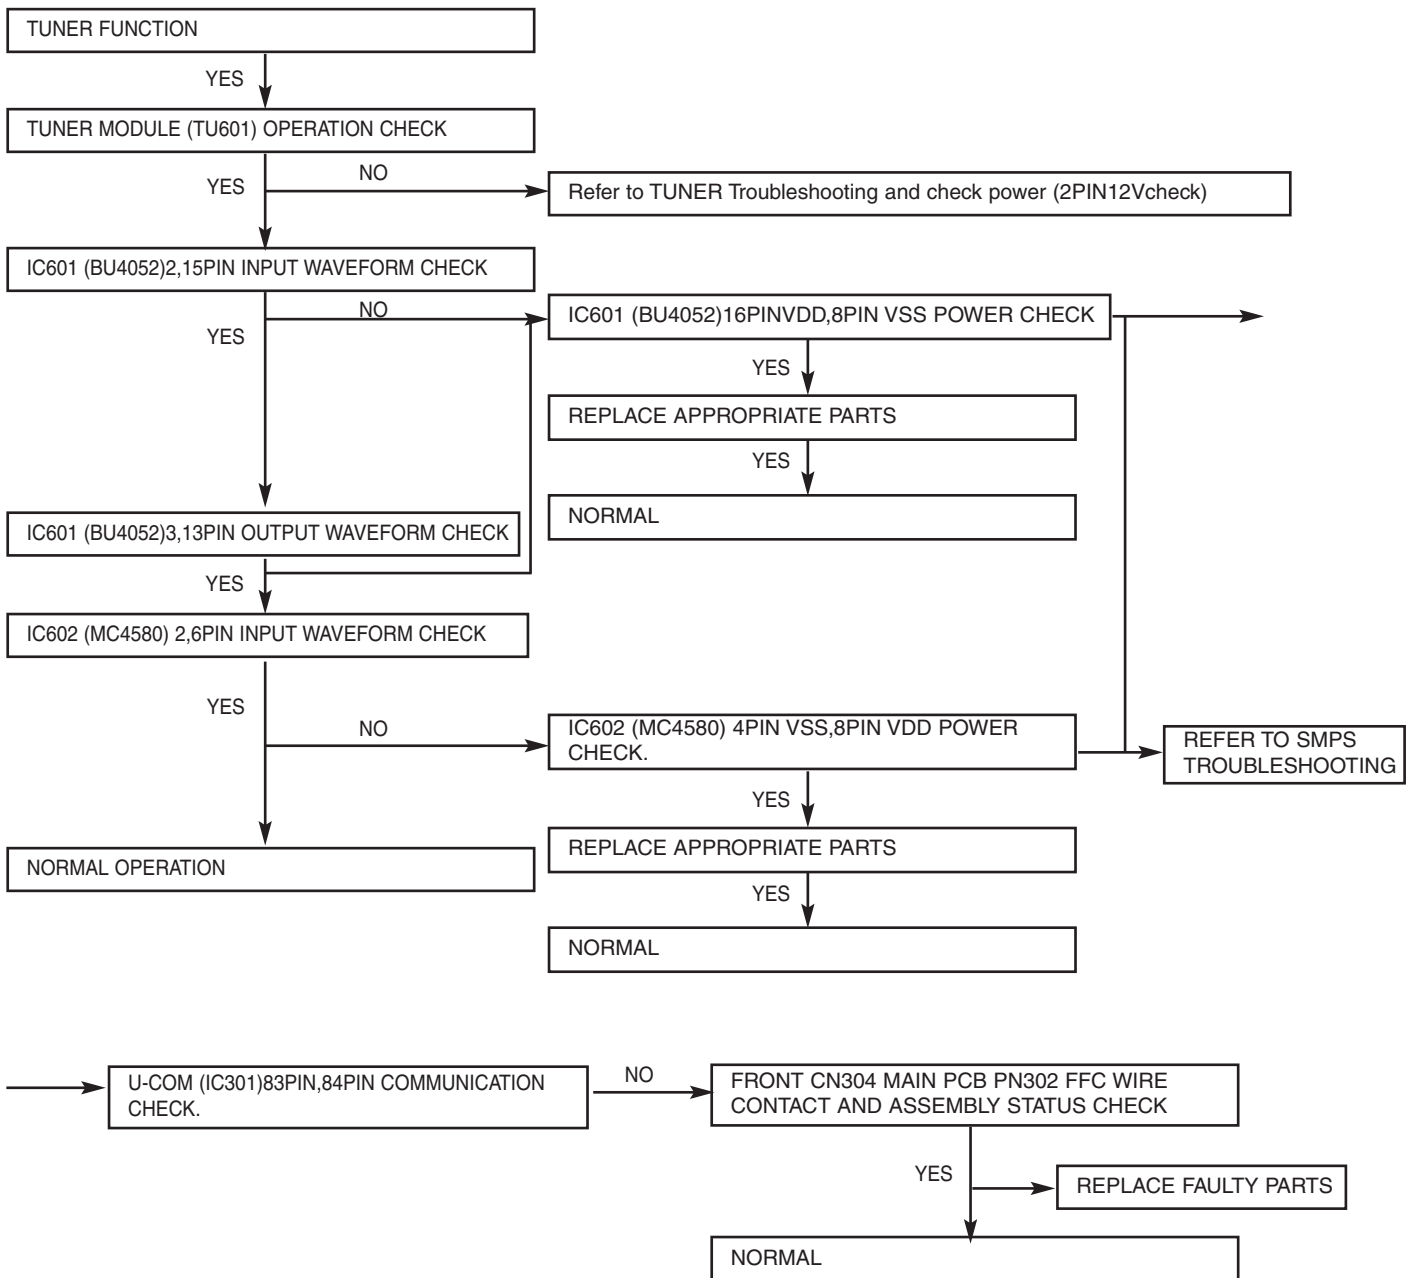 TUNER FUNCTION
YES
TUNER MODULE (TU601) OPERATION CHECK
YES
NO
Refer to TUNER Troubleshooting and check power (2PIN12Vcheck)
IC601 (BU4052)2,15PIN INPUT WAVEFORM CHECK
YES
NO
IC601 (BU4052)16PINVDD,8PIN VSS POWER CHECK
YES
REPLACE APPROPRIATE PARTS
YES
NORMAL
IC601 (BU4052)3,13PIN OUTPUT WAVEFORM CHECK
YES
IC602 (MC4580) 2,6PIN INPUT WAVEFORM CHECK
YES
NO
IC602 (MC4580) 4PIN VSS,8PIN VDD POWER
CHECK.
REFER TO SMPS
TROUBLESHOOTING
YES
REPLACE APPROPRIATE PARTS
YES
NORMAL
NORMAL OPERATION
U-COM (IC301)83PIN,84PIN COMMUNICATION
CHECK.
NO
FRONT CN304 MAIN PCB PN302 FFC WIRE
CONTACT AND ASSEMBLY STATUS CHECK
YES
REPLACE FAULTY PARTS
NORMAL